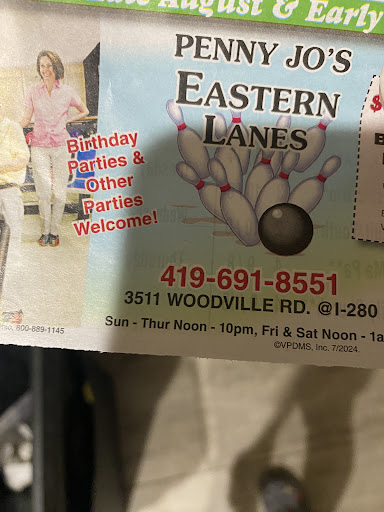 August & Early
PENNY JO'S
EASTERN
LANES
Birthday
Parties &
Other
Parties
Welcome!
$
419-691-8551
3511 WOODVILLE RD. @I-280
800-889-1145
Sun - Thur Noon - 10pm, Fri & Sat Noon - 1a
©VPDMS, Inc. 7/2024.